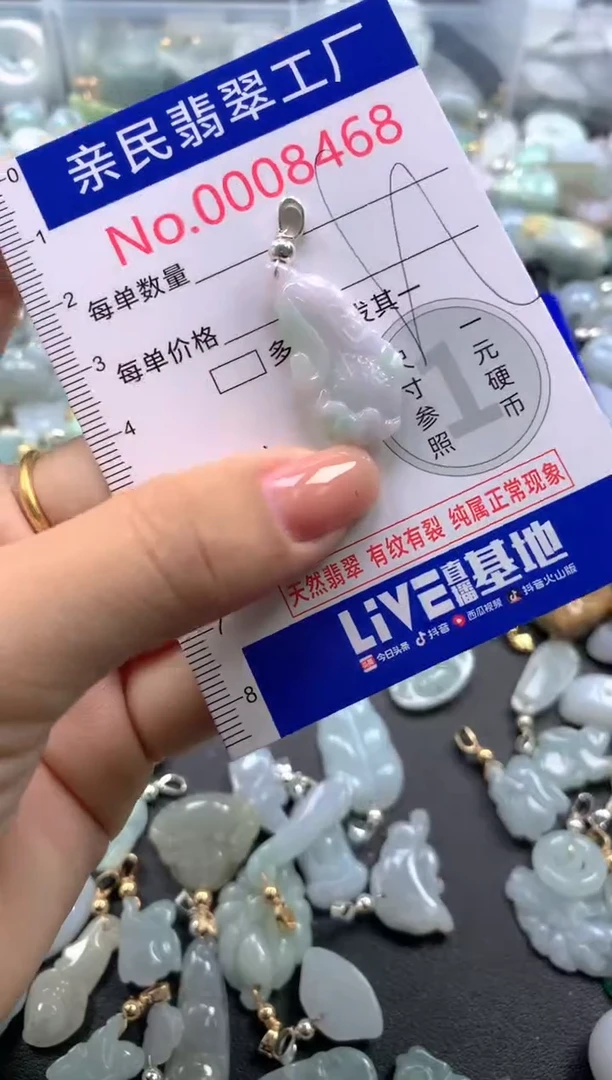 亲民翡翠工厂
No.0008468
0
1
2
3
4
7
8
每单数量
每单价格
多 发其一
1
一元硬币
尺寸参照
天然翡翠 有纹有裂 纯属正常现象
LiVE直播基地
今日头条 抖音 西瓜视频 抖音火山版